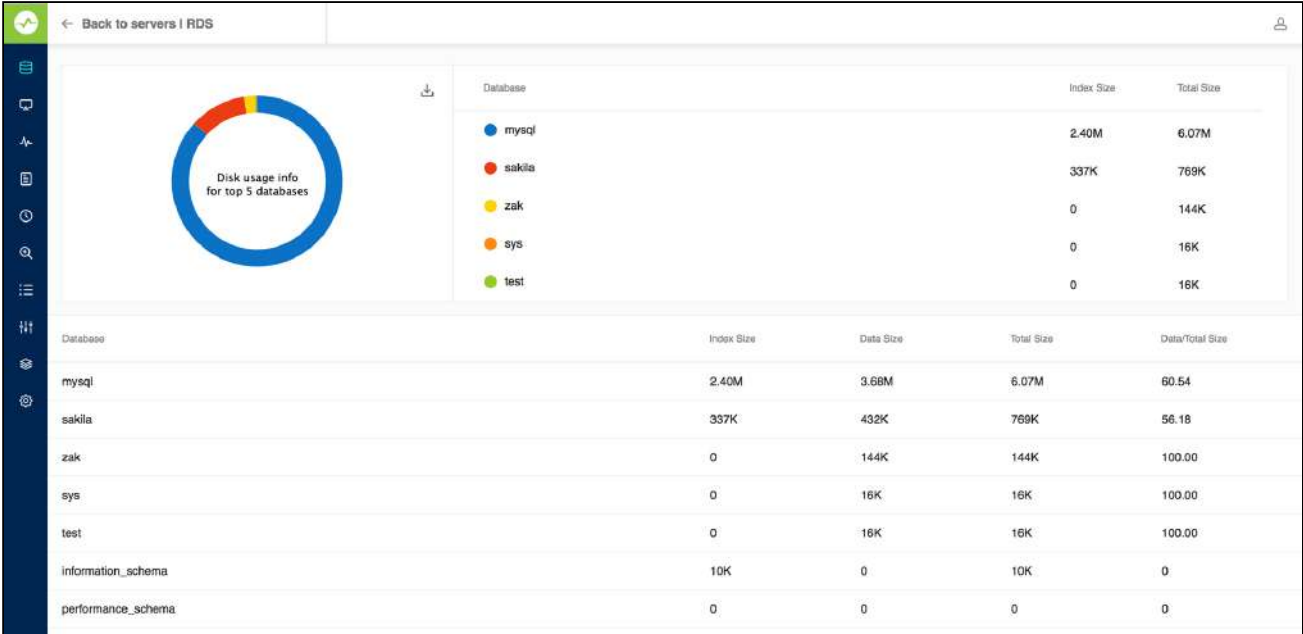 ← Back to servers | RDS
Disk usage info
for top 5 databases
Database Index Size Total Size
mysql 2.40M 6.07M
sakila 337K 769K
zak 0 144K
sys 0 16K
test 0 16K
Database Index Size Data Size Total Size Data/Total Size
mysql 2.40M 3.68M 6.07M 60.54
sakila 337K 432K 769K 56.18
zak 0 144K 144K 100.00
sys 0 16K 16K 100.00
test 0 16K 16K 100.00
information_schema 10K 0 10K 0
performance_schema 0 0 0 0